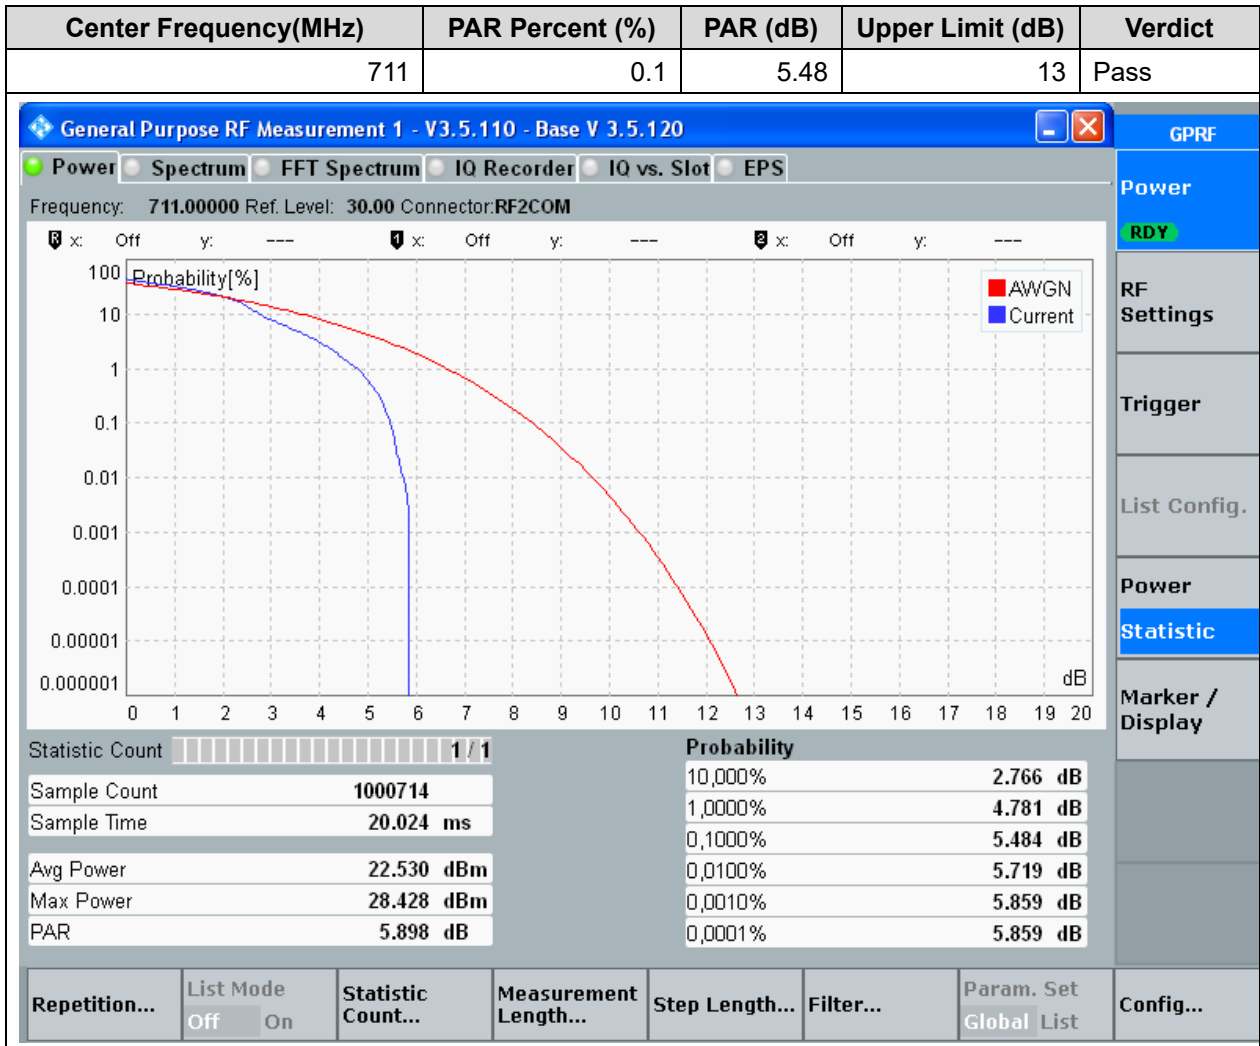 Center Frequency(MHz) PAR Percent (%) PAR (dB) Upper Limit (dB) Verdict
711 0.1 5.48 13 Pass
General Purpose RF Measurement 1 - V3.5.110 - Base V 3.5.120
GPRF
Power Spectrum FFT Spectrum IQ Recorder IQ vs. Slot EPS
Frequency: 711.00000 Ref. Level: 30.00 Connector:RF2COM
R x: Off y: --- 1 x: Off y: --- 2 x: Off y: ---
Probability[%]
100
10
1
0.1
0.01
0.001
0.0001
0.00001
0.000001
AWGN
Current
dB
0 1 2 3 4 5 6 7 8 9 10 11 12 13 14 15 16 17 18 19 20
Statistic Count 1 / 1
Sample Count 1000714
Sample Time 20.024 ms
Avg Power 22.530 dBm
Max Power 28.428 dBm
PAR 5.898 dB
Probability
10,000% 2.766 dB
1,0000% 4.781 dB
0,1000% 5.484 dB
0,0100% 5.719 dB
0,0010% 5.859 dB
0,0001% 5.859 dB
Power
RDY
RF
Settings
Trigger
List Config.
Power
Statistic
Marker /
Display
Repetition...
List Mode
Off On
Statistic
Count...
Measurement
Length...
Step Length...
Filter...
Param. Set
Global List
Config...